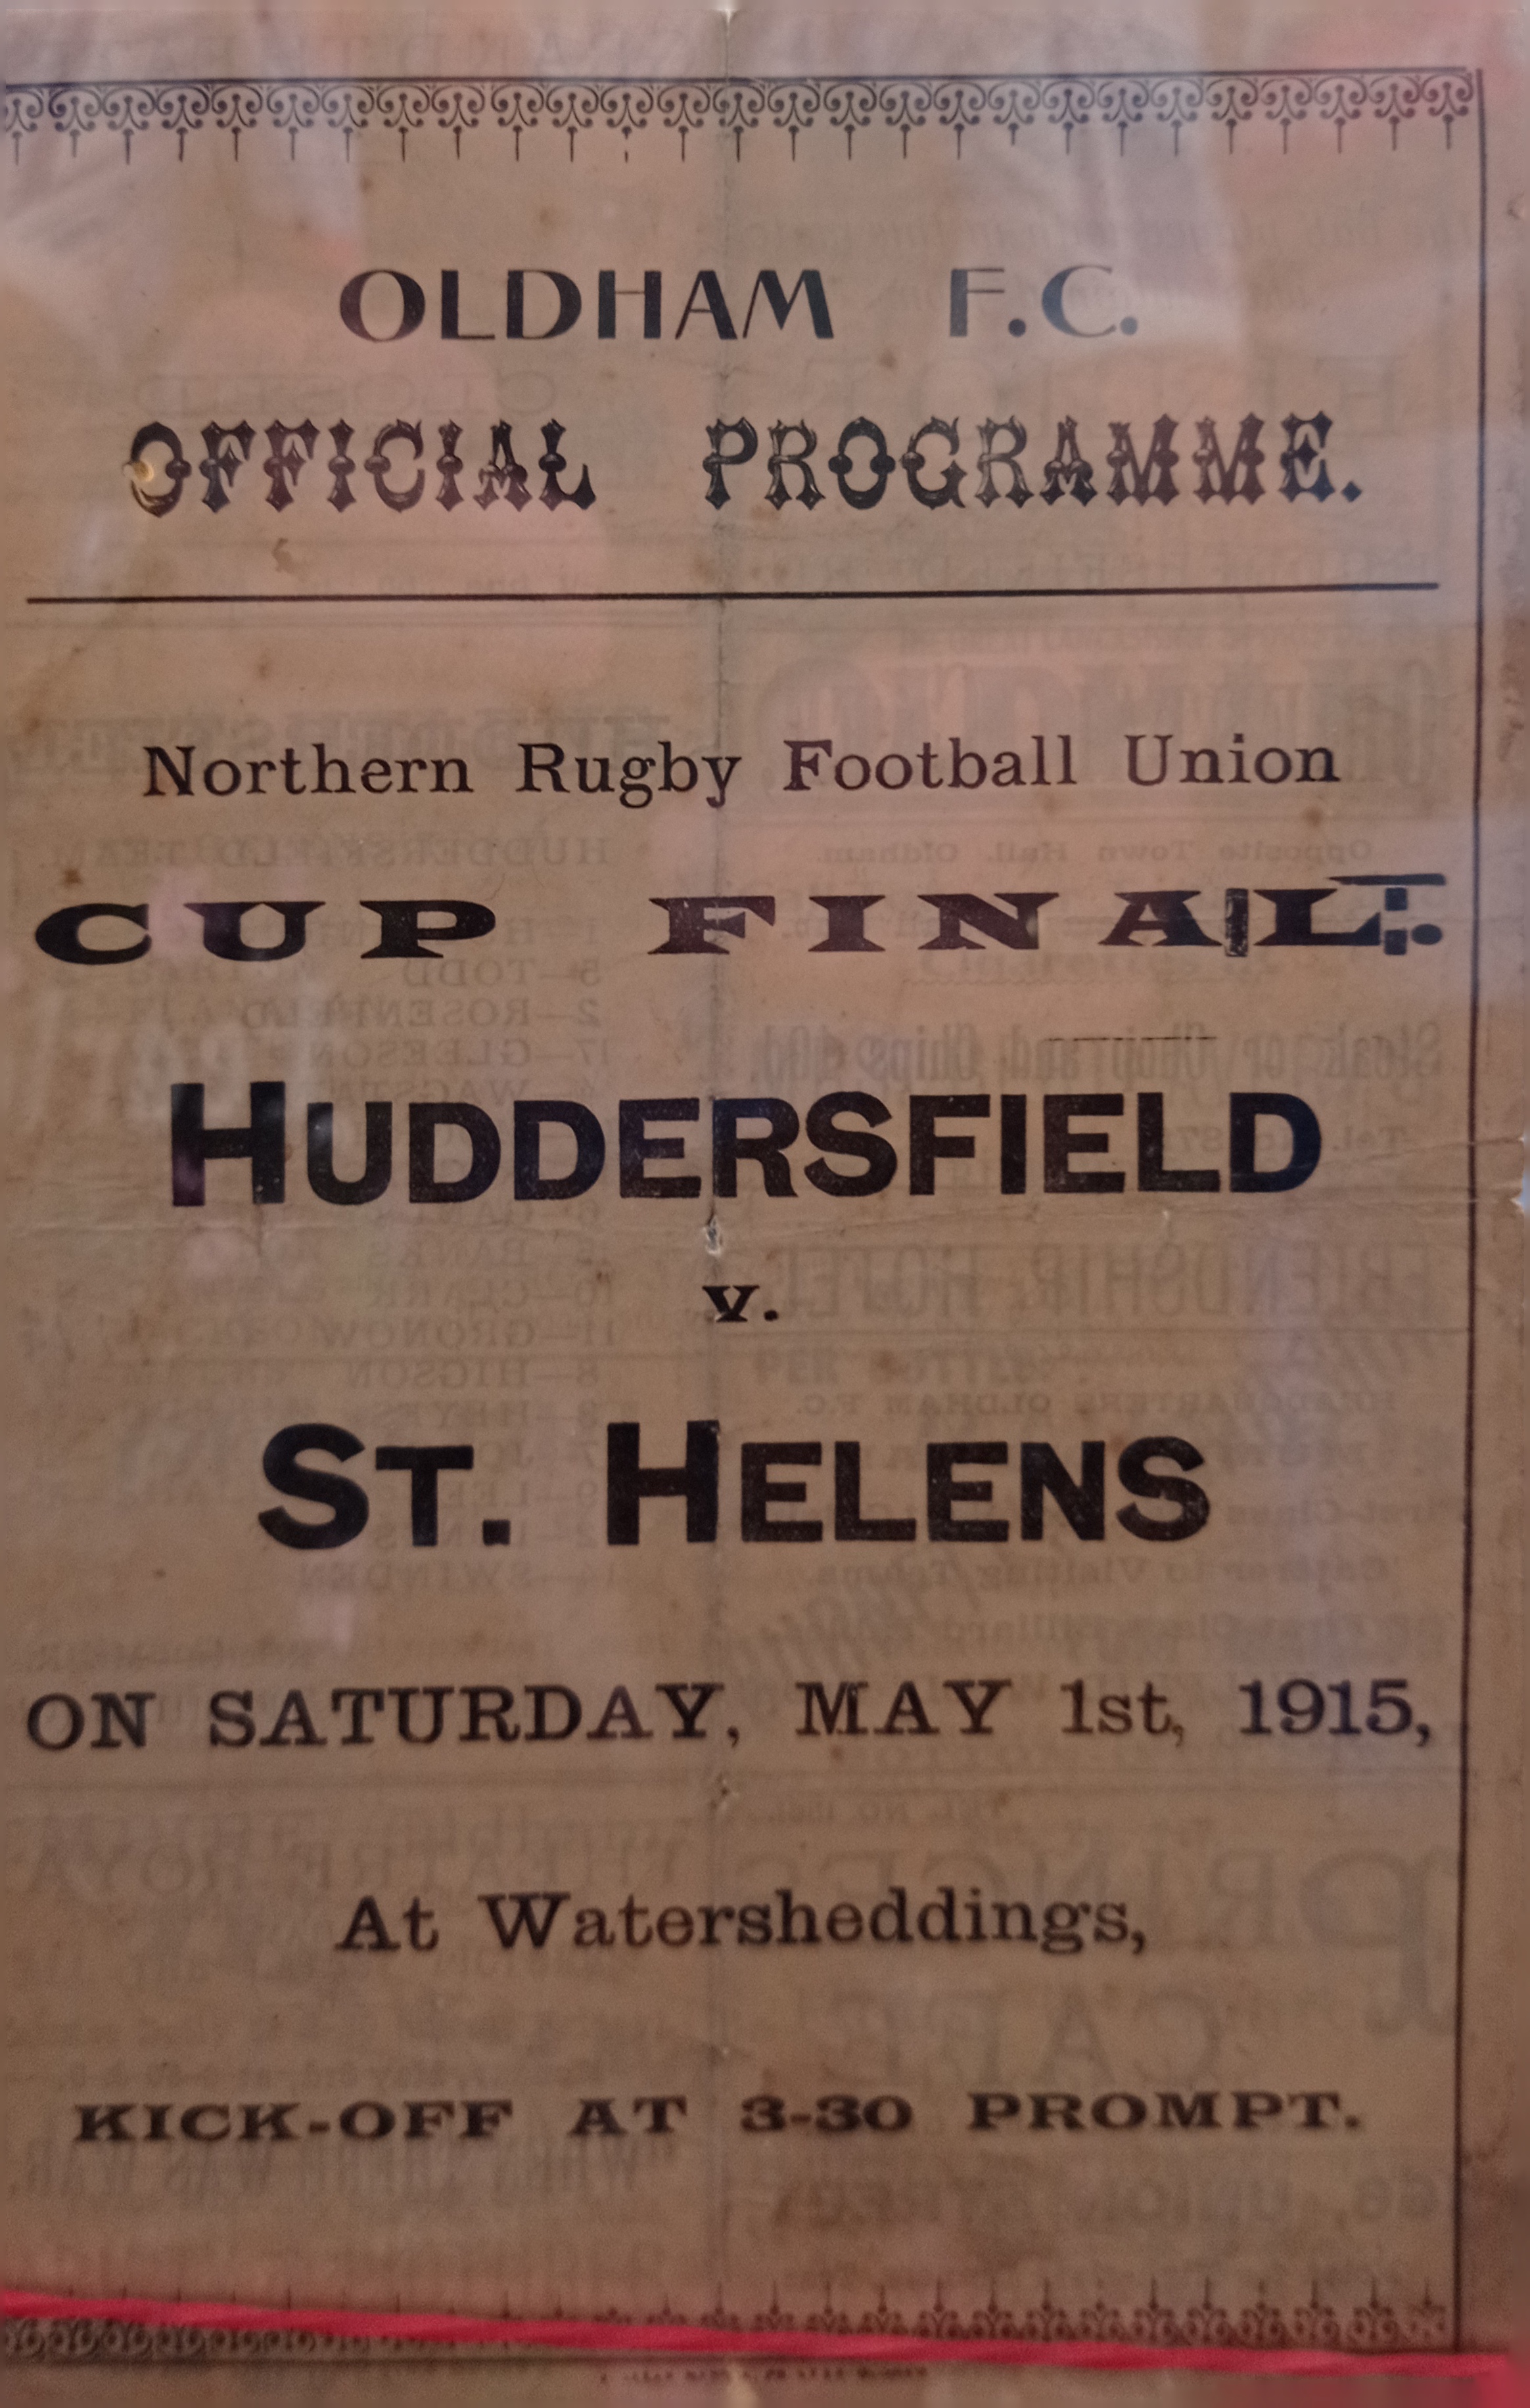 OLDHAM F.C.
OFFICIAL PROGRAMME.
Northern Rugby Football Union
CUP FINAL.
HUDDERSFIELD
v.
ST. HELENS
ON SATURDAY, MAY 1st, 1915,
At Watersheddings,
KICK-OFF AT 3-30 PROMPT.